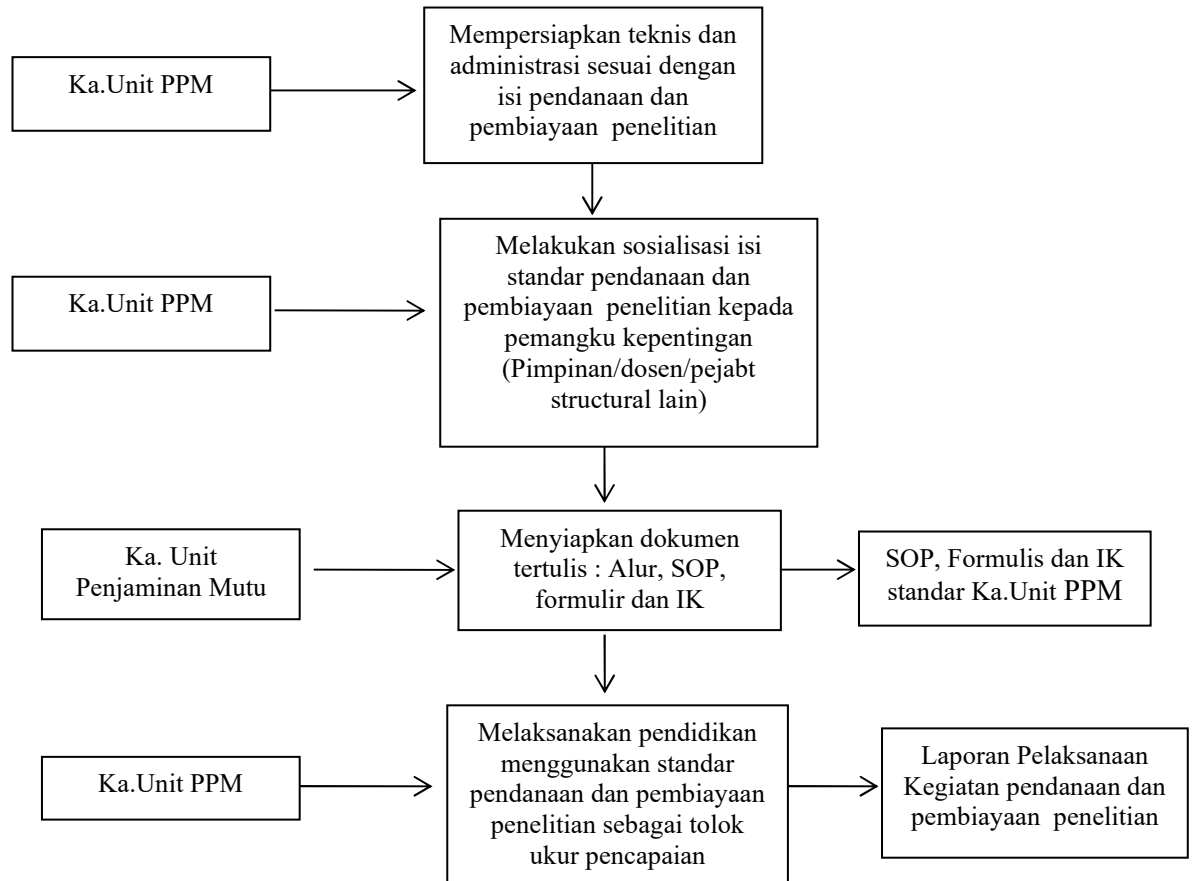 Ka.Unit PPM
Mempersiapkan teknis dan
administrasi sesuai dengan
isi pendanaan dan
pembiayaan penelitian
Ka.Unit PPM
Melakukan sosialisasi isi
standar pendanaan dan
pembiayaan penelitian kepada
pemangku kepentingan
(Pimpinan/dosen/pejabt
structural lain)
Ka. Unit
Penjaminan Mutu
Menyiapkan dokumen
tertulis : Alur, SOP,
formulir dan IK
SOP, Formulis dan IK
standar Ka.Unit PPM
Ka.Unit PPM
Melaksanakan pendidikan
menggunakan standar
pendanaan dan pembiayaan
penelitian sebagai tolok
ukur pencapaian
Laporan Pelaksanaan
Kegiatan pendanaan dan
pembiayaan penelitian